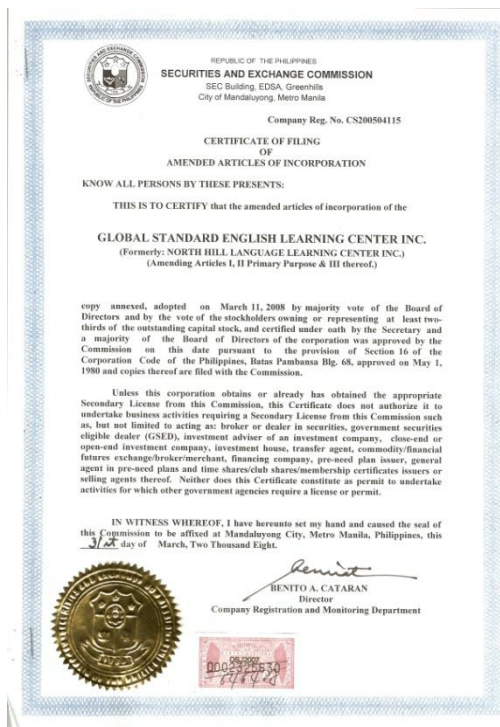 REPUBLIC OF THE PHILIPPINES
SECURITIES AND EXCHANGE COMMISSION
SEC Building, EDSA, Greenhills
City of Mandaluyong, Metro Manila
Company Reg. No. CS200504115
CERTIFICATE OF FILING
OF
AMENDED ARTICLES OF INCORPORATION
KNOW ALL PERSONS BY THESE PRESENTS:
THIS IS TO CERTIFY that the amended articles of incorporation of the
GLOBAL STANDARD ENGLISH LEARNING CENTER INC.
(Formerly: NORTH HILL LANGUAGE LEARNING CENTER INC.)
(Amending Articles I, II Primary Purpose & III thereof.)
copy annexed, adopted on March 11, 2008 by majority vote of the Board of
Directors and by the vote of the stockholders owning or representing at least two-
thirds of the outstanding capital stock, and certified under oath by the Secretary and
a majority of the Board of Directors of the corporation was approved by the
Commission on this date pursuant to the provision of Section 16 of the
Corporation Code of the Philippines, Batas Pambansa Blg. 68, approved on May 1,
1980 and copies thereof are filed with the Commission.
Unless this corporation obtains or already has obtained the appropriate
Secondary License from this Commission, this Certificate does not authorize it to
undertake business activities requiring a Secondary License from this Commission such
as, but not limited to acting as: broker or dealer in securities, government securities
eligible dealer (GSED), investment adviser of an investment company, close-end or
open-end investment company, investment house, transfer agent, commodity/financial
futures exchange/broker/merchant, financing company, pre-need plan issuer, general
agent in pre-need plans and time shares/club shares/membership certificates issuers or
selling agents thereof. Neither does this Certificate constitute as permit to undertake
activities for which other government agencies require a license or permit.
IN WITNESS WHEREOF, I have hereunto set my hand and caused the seal of
this Commission to be affixed at Mandaluyong City, Metro Manila, Philippines, this
31st day of March, Two Thousand Eight.
BENITO A. CATARAN
Director
Company Registration and Monitoring Department